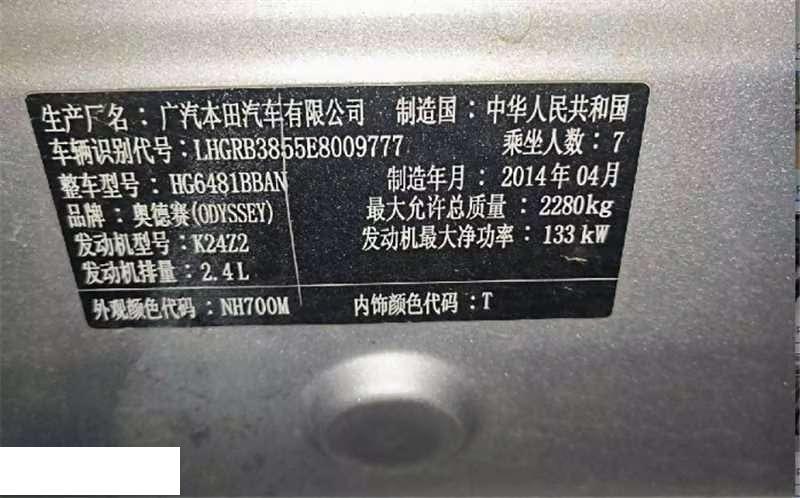 生产厂名：广汽本田汽车有限公司 制造国：中华人民共和国
车辆识别代号：LHGRB3855E8009777 乘坐人数：7
整车型号：HG6481BBAN 制造年月：2014年04月
品牌：奥德赛(ODYSSEY) 最大允许总质量：2280kg
发动机型号：K24Z2 发动机最大净功率：133kW
发动机排量：2.4L
外观颜色代码：NH700M 内饰颜色代码：T